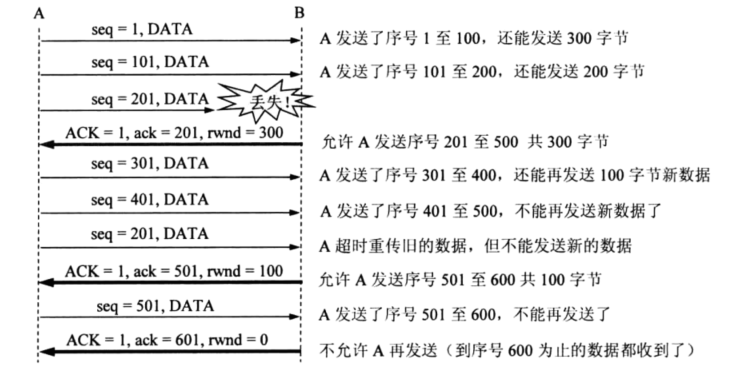 A B
seq = 1, DATA A 发送了序号 1 至 100，还能发送 300 字节
seq = 101, DATA A 发送了序号 101 至 200，还能发送 200 字节
seq = 201, DATA 丢失！
ACK = 1, ack = 201, rwnd = 300 允许 A 发送序号 201 至 500 共 300 字节
seq = 301, DATA A 发送了序号 301 至 400，还能再发送 100 字节新数据
seq = 401, DATA A 发送了序号 401 至 500，不能再发送新数据了
seq = 201, DATA A 超时重传旧的数据，但不能发送新的数据
ACK = 1, ack = 501, rwnd = 100 允许 A 发送序号 501 至 600 共 100 字节
seq = 501, DATA A 发送了序号 501 至 600，不能再发送了
ACK = 1, ack = 601, rwnd = 0 不允许 A 再发送（到序号 600 为止的数据都收到了）